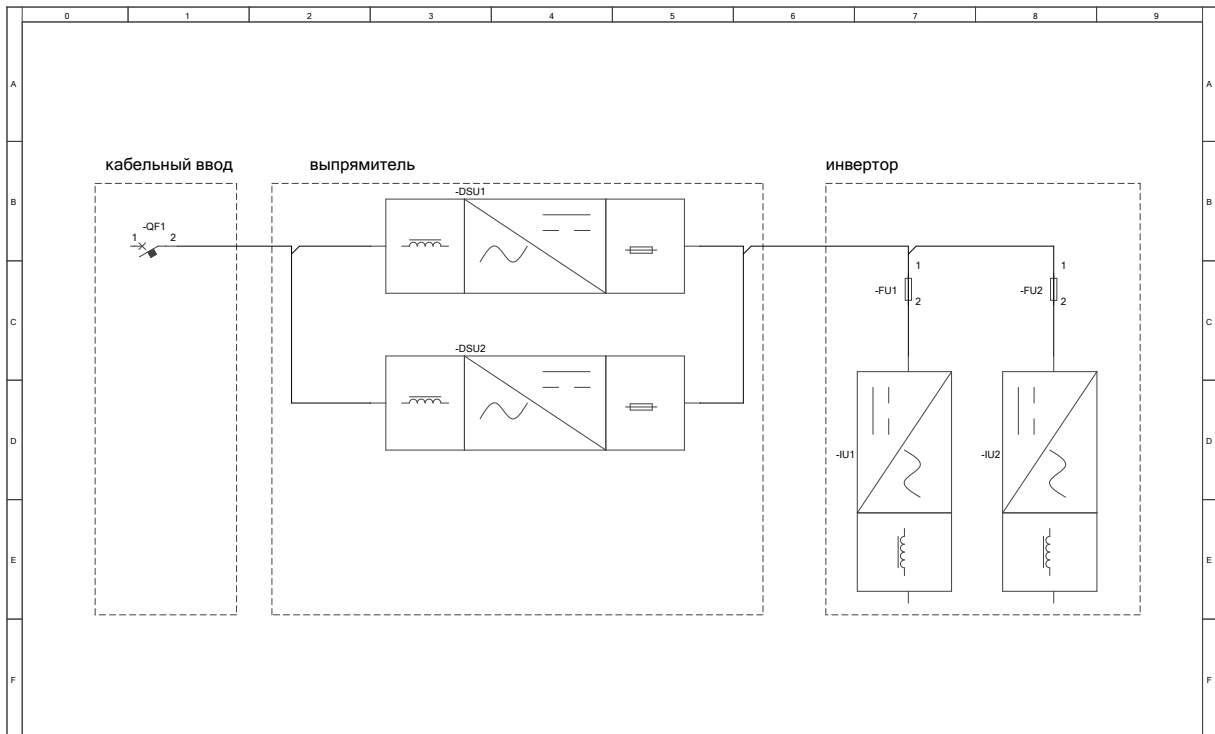 0 1 2 3 4 5 6 7 8 9
A A
кабельный ввод выпрямитель инвертор
-DSU1
B B
-QF1
1 2
1 1
-FU1 -FU2
2 2
C C
-DSU2
D D
-IU1 -IU2
E E
F F